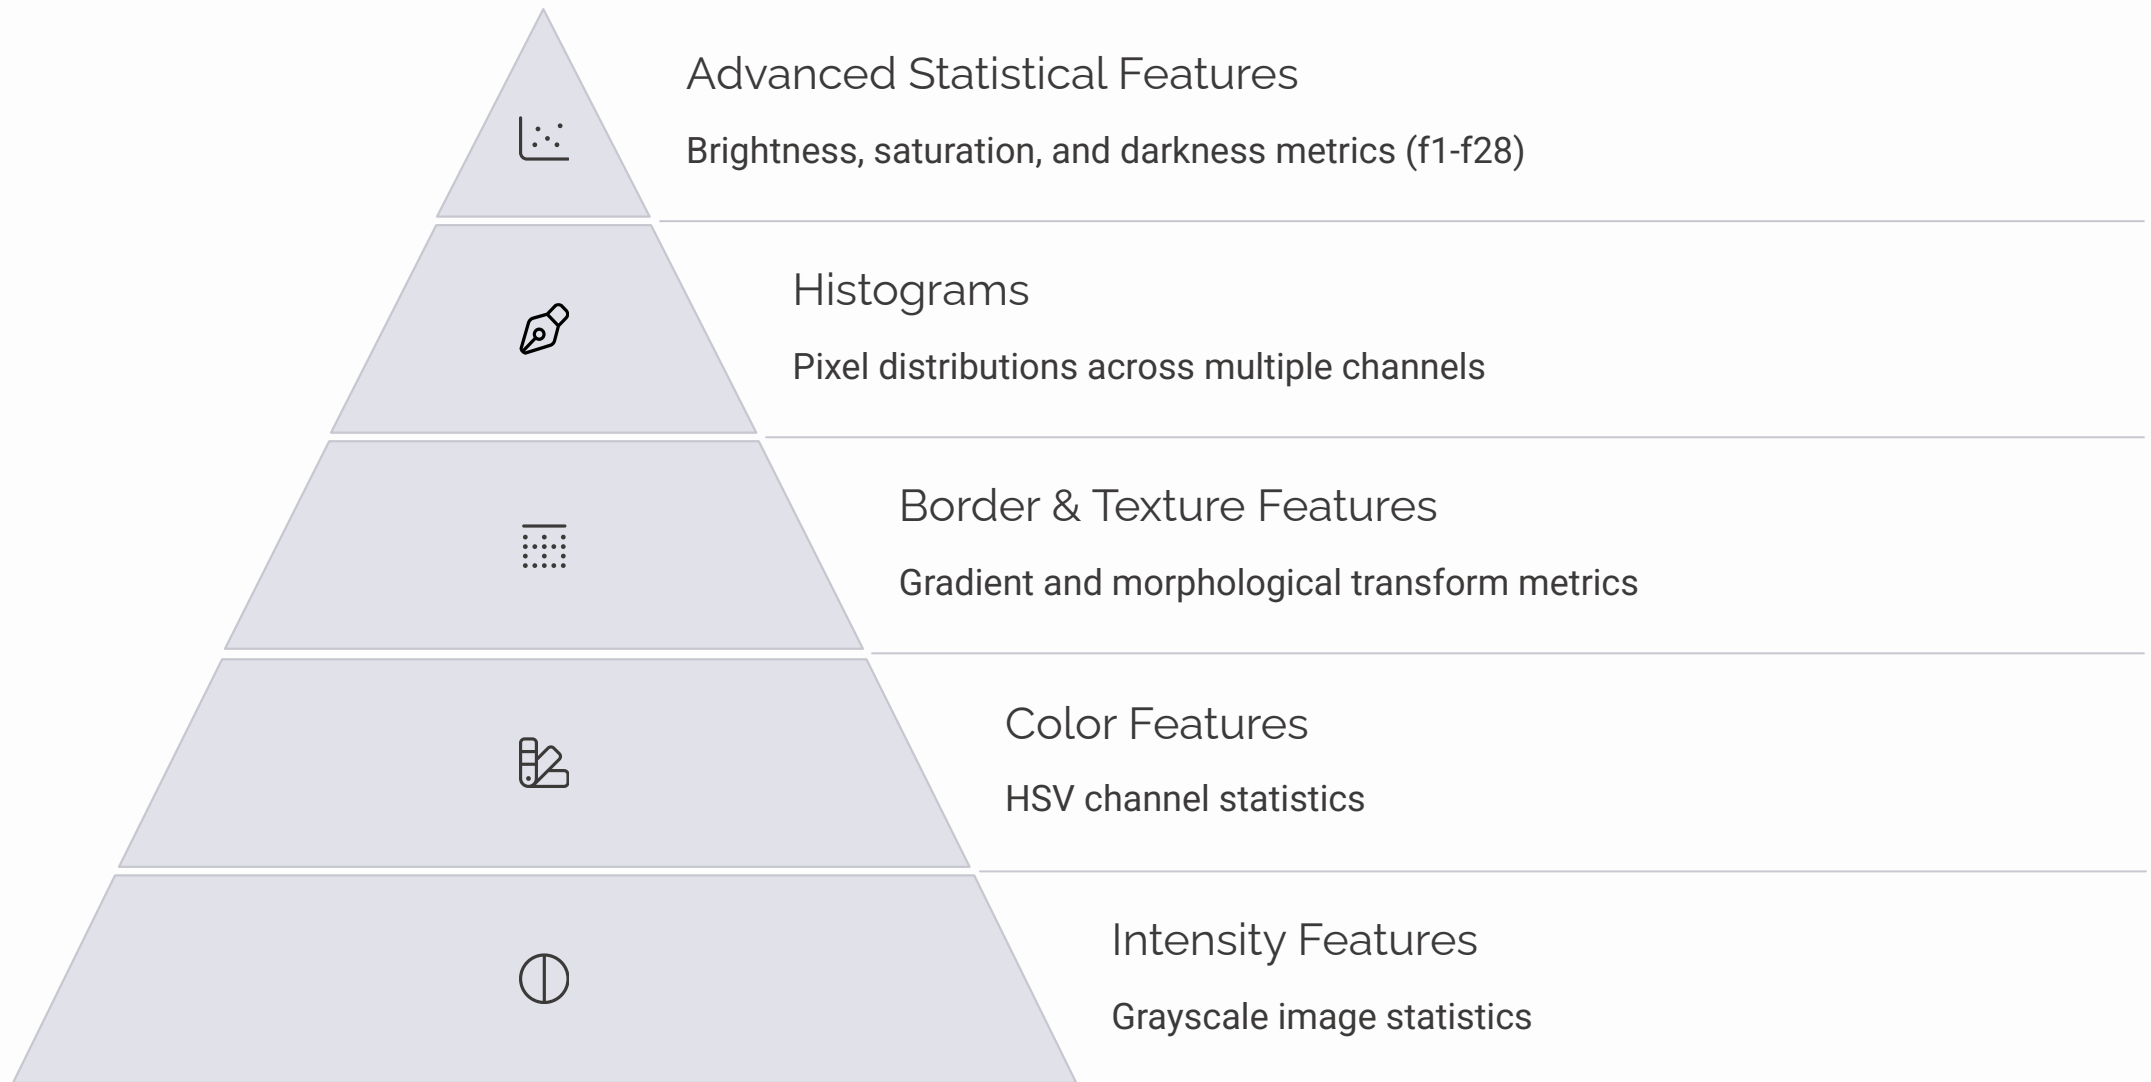 Advanced Statistical Features
Brightness, saturation, and darkness metrics (f1-f28)
Histograms
Pixel distributions across multiple channels
Border & Texture Features
Gradient and morphological transform metrics
Color Features
HSV channel statistics
Intensity Features
Grayscale image statistics